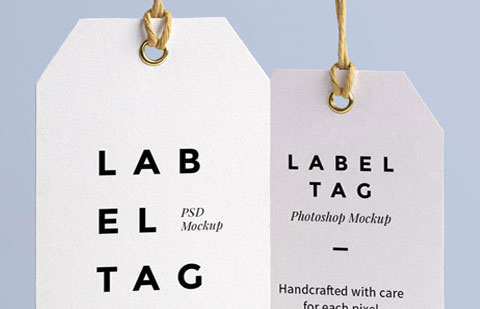 LAB
EL
PSD
Mockup
TAG
LABEL
TAG
Photoshop Mockup
Handcrafted with care
for each pixel